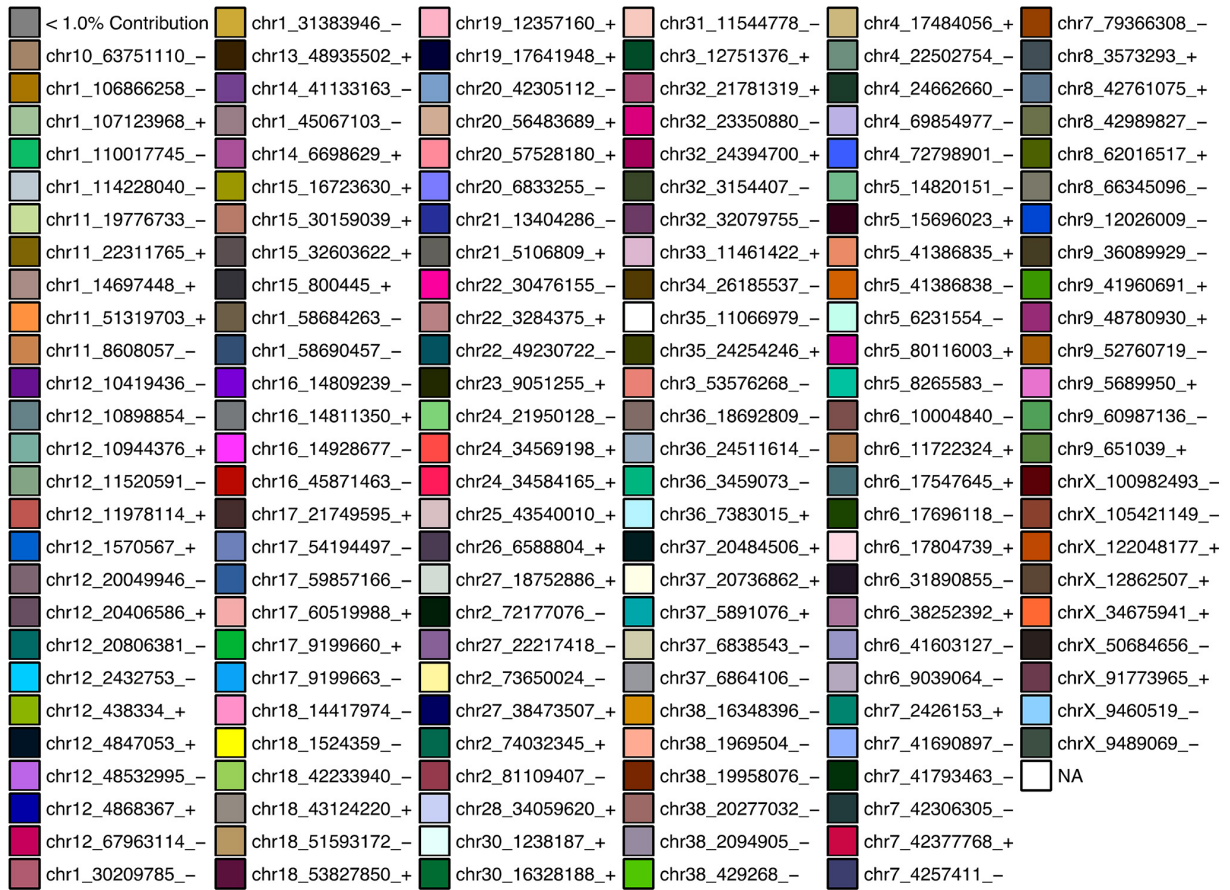 < 1.0% Contribution
chr10_63751110_−
chr1_106866258_−
chr1_107123968_+
chr1_110017745_−
chr1_114228040_−
chr11_19776733_−
chr11_22311765_+
chr1_14697448_+
chr11_51319703_+
chr11_8608057_−
chr12_10419436_−
chr12_10898854_−
chr12_10944376_+
chr12_11520591_−
chr12_11978114_+
chr12_1570567_+
chr12_20049946_−
chr12_20406586_+
chr12_20806381_−
chr12_2432753_−
chr12_438334_+
chr12_4847053_+
chr12_48532995_−
chr12_4868367_+
chr12_67963114_−
chr1_30209785_−
chr1_31383946_−
chr13_48935502_+
chr14_41133163_−
chr1_45067103_−
chr14_6698629_+
chr15_16723630_+
chr15_30159039_+
chr15_32603622_+
chr15_800445_+
chr1_58684263_−
chr1_58690457_−
chr16_14809239_−
chr16_14811350_+
chr16_14928677_−
chr16_45871463_−
chr17_21749595_+
chr17_54194497_−
chr17_59857166_−
chr17_60519988_+
chr17_9199660_+
chr17_9199663_−
chr18_14417974_−
chr18_1524359_−
chr18_42233940_−
chr18_43124220_+
chr18_51593172_−
chr18_53827850_+
chr19_12357160_+
chr19_17641948_+
chr20_42305112_−
chr20_56483689_+
chr20_57528180_+
chr20_6833255_−
chr21_13404286_−
chr21_5106809_+
chr22_30476155_−
chr22_3284375_+
chr22_49230722_−
chr23_9051255_+
chr24_21950128_−
chr24_34569198_+
chr24_34584165_+
chr25_43540010_+
chr26_6588804_+
chr27_18752886_+
chr2_72177076_−
chr27_22217418_−
chr2_73650024_−
chr27_38473507_+
chr2_74032345_+
chr2_81109407_−
chr28_34059620_+
chr30_1238187_+
chr30_16328188_+
chr31_11544778_−
chr3_12751376_+
chr32_21781319_+
chr32_23350880_−
chr32_24394700_+
chr32_3154407_−
chr32_32079755_−
chr33_11461422_+
chr34_26185537_−
chr35_11066979_−
chr35_24254246_+
chr3_53576268_−
chr36_18692809_−
chr36_24511614_−
chr36_3459073_−
chr36_7383015_+
chr37_20484506_+
chr37_20736862_+
chr37_5891076_+
chr37_6838543_−
chr37_6864106_−
chr38_16348396_−
chr38_1969504_−
chr38_19958076_−
chr38_20277032_−
chr38_2094905_−
chr38_429268_−
chr4_17484056_+
chr4_22502754_−
chr4_24662660_−
chr4_69854977_−
chr4_72798901_−
chr5_14820151_−
chr5_15696023_+
chr5_41386835_+
chr5_41386838_−
chr5_6231554_−
chr5_80116003_+
chr5_8265583_−
chr6_10004840_−
chr6_11722324_+
chr6_17547645_+
chr6_17696118_−
chr6_17804739_+
chr6_31890855_−
chr6_38252392_+
chr6_41603127_−
chr6_9039064_−
chr7_2426153_+
chr7_41690897_−
chr7_41793463_−
chr7_42306305_−
chr7_42377768_+
chr7_4257411_−
chr7_79366308_−
chr8_3573293_+
chr8_42761075_+
chr8_42989827_−
chr8_62016517_+
chr8_66345096_−
chr9_12026009_−
chr9_36089929_−
chr9_41960691_+
chr9_48780930_+
chr9_52760719_−
chr9_5689950_+
chr9_60987136_−
chr9_651039_+
chrX_100982493_−
chrX_105421149_−
chrX_122048177_+
chrX_12862507_+
chrX_34675941_+
chrX_50684656_−
chrX_91773965_+
chrX_9460519_−
chrX_9489069_−
NA